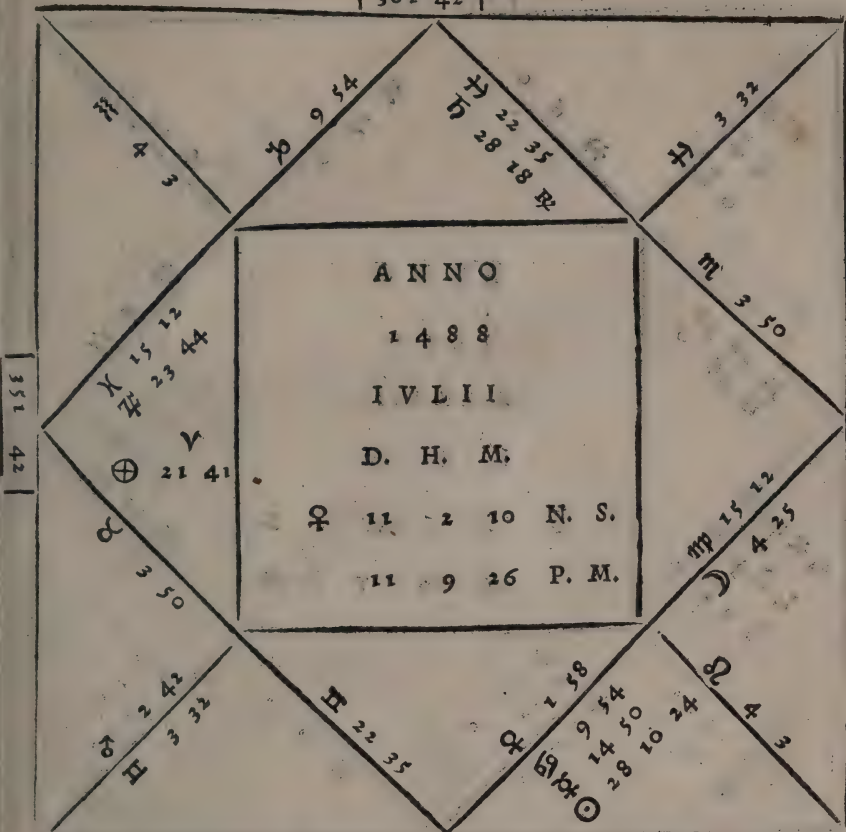 361 42
♒ 4 3
♑ 9 54
♐ 22 35
♄ 28 18 ℞
♐ 3 32
♏ 3 50
♓ 15 12
♃ 23 44
♈
⊕ 21 41
351 42
♉ 3 50
ANNO
1488
IVLII
D. H. M.
♀ 11 2 10 N. S.
11 9 26 P. M.
♍ 15 12
☽ 4 25
♂ 2 42
♊ 3 32
♊ 22 35
♀ 1 58
♋ 9 54
☿ 14 50
☉ 28 10 24
♌ 4 3